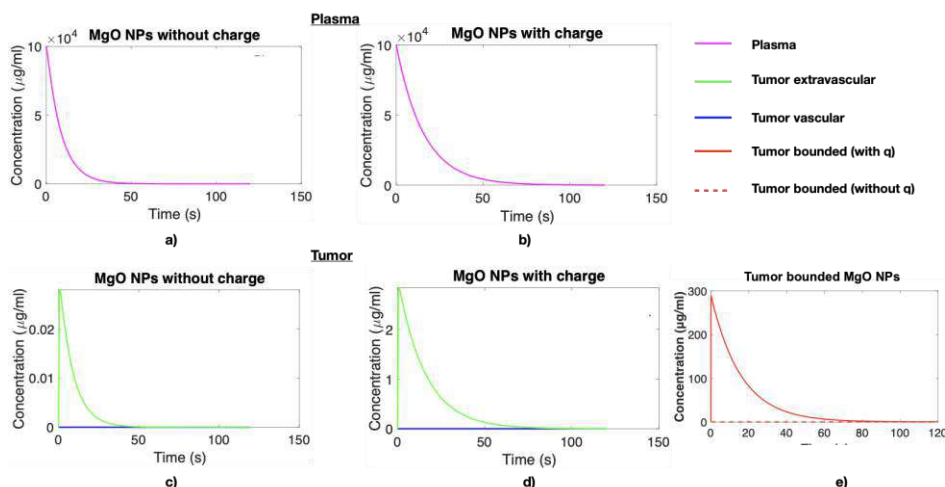 Plasma
MgO NPs without charge
Concentration (µg/ml)
10 ×10⁴
5
0
0 50 100 150
Time (s)
a)
MgO NPs with charge
Concentration (µg/ml)
10 ×10⁴
5
0
0 50 100 150
Time (s)
b)
Plasma
Tumor extravascular
Tumor vascular
Tumor bounded (with q)
Tumor bounded (without q)
Tumor
MgO NPs without charge
Concentration (µg/ml)
0.02
0.01
0
0 50 100 150
Time (s)
c)
MgO NPs with charge
Concentration (µg/ml)
2
1
0
0 50 100 150
Time (s)
d)
Tumor bounded MgO NPs
Concentration (µg/ml)
300
200
100
0
0 20 40 60 80 100 120
e)